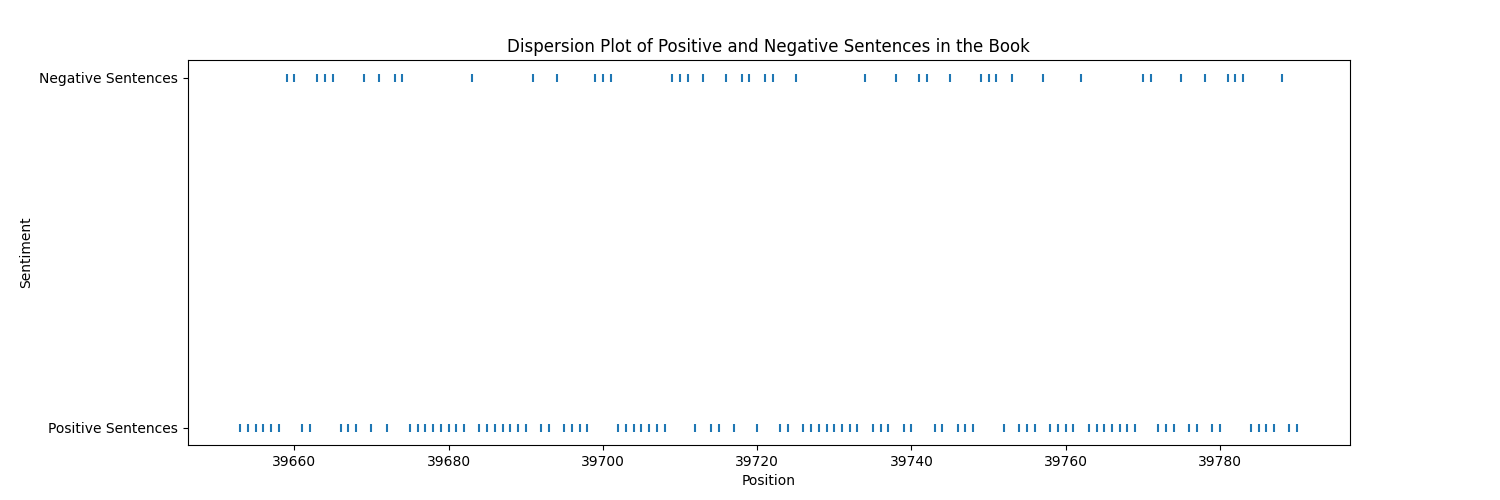 Dispersion Plot of Positive and Negative Sentences in the Book
Negative Sentences
Sentiment
Positive Sentences
39660 39680 39700 39720 39740 39760 39780
Position